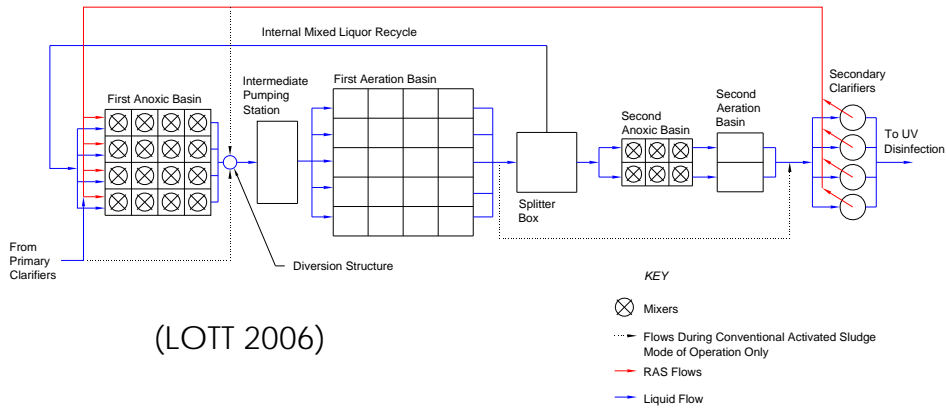 Internal Mixed Liquor Recycle
First Anoxic Basin
Intermediate
Pumping
Station
First Aeration Basin
Second
Anoxic Basin
Second
Aeration
Basin
Secondary
Clarifiers
To UV
Disinfection
Splitter
Box
From
Primary
Clarifiers
Diversion Structure
(LOTT 2006)
KEY
Mixers
Flows During Conventional Activated Sludge
Mode of Operation Only
RAS Flows
Liquid Flow